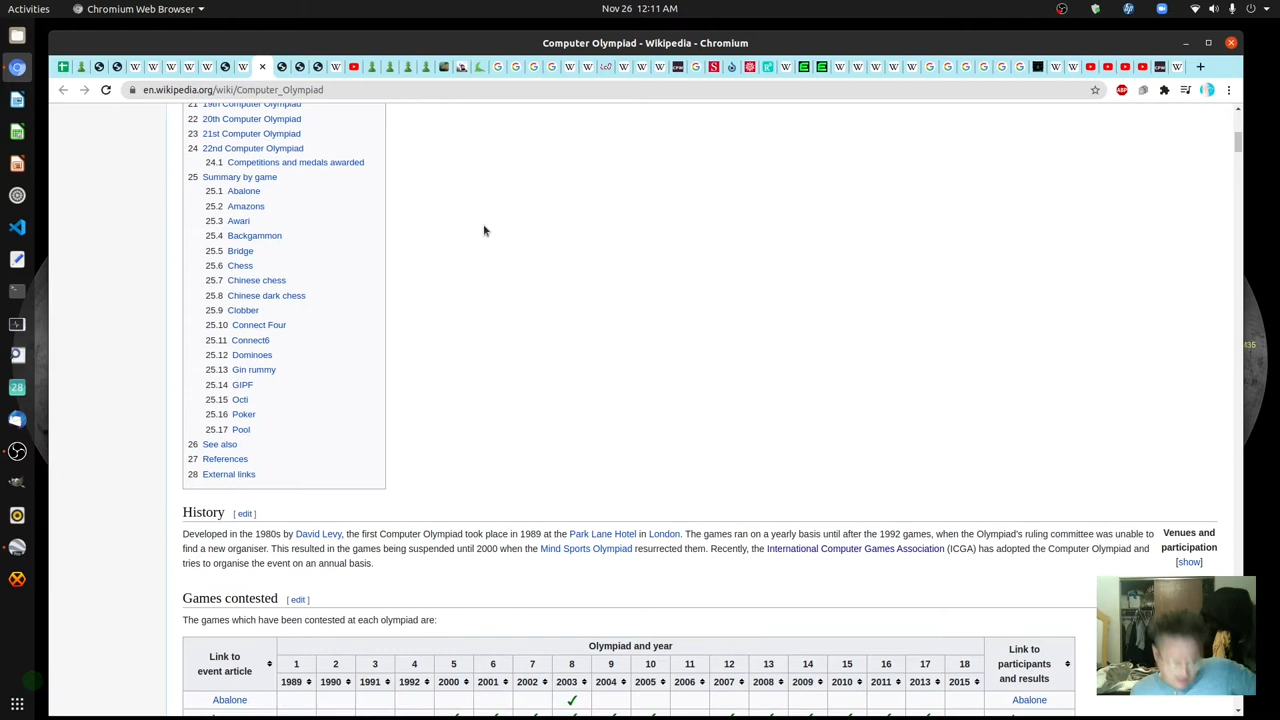 Activities
Chromium Web Browser
Nov 26 12:11 AM
Computer Olympiad - Wikipedia - Chromium
en.wikipedia.org/wiki/Computer_Olympiad
21 19th Computer Olympiad
22 20th Computer Olympiad
23 21st Computer Olympiad
24 22nd Computer Olympiad
24.1 Competitions and medals awarded
25 Summary by game
25.1 Abalone
25.2 Amazons
25.3 Awari
25.4 Backgammon
25.5 Bridge
25.6 Chess
25.7 Chinese chess
25.8 Chinese dark chess
25.9 Clobber
25.10 Connect Four
25.11 Connect6
25.12 Dominoes
25.13 Gin rummy
25.14 GIPF
25.15 Octi
25.16 Poker
25.17 Pool
26 See also
27 References
28 External links
History [ edit ]
Developed in the 1980s by David Levy, the first Computer Olympiad took place in 1989 at the Park Lane Hotel in London. The games ran on a yearly basis until after the 1992 games, when the Olympiad's ruling committee was unable to
find a new organiser. This resulted in the games being suspended until 2000 when the Mind Sports Olympiad resurrected them. Recently, the International Computer Games Association (ICGA) has adopted the Computer Olympiad and
tries to organise the event on an annual basis.
Venues and
participation
[show]
Games contested [ edit ]
The games which have been contested at each olympiad are:
Link to
event article
Olympiad and year
Link to
participants
and results
1 2 3 4 5 6 7 8 9 10 11 12 13 14 15 16 17 18
1989 1990 1991 1992 2000 2001 2002 2003 2004 2005 2006 2007 2008 2009 2010 2011 2013 2015
Abalone ✓ Abalone
28